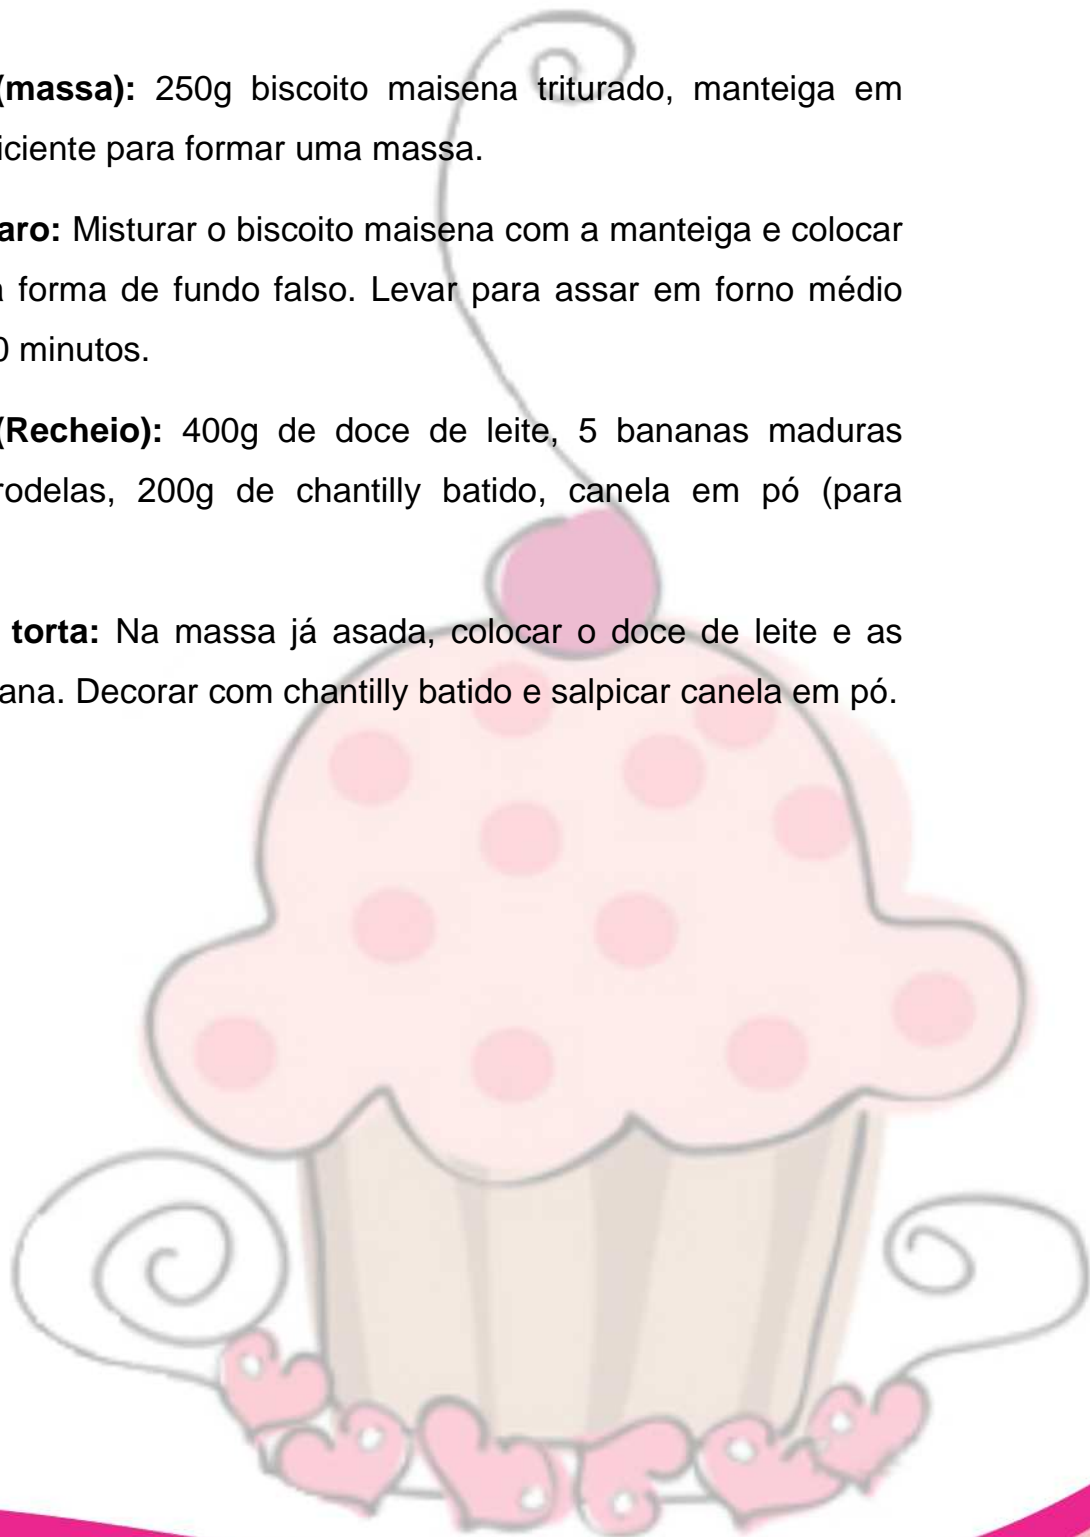 (massa): 250g biscoito maisena triturado, manteiga em
iciente para formar uma massa.
aro: Misturar o biscoito maisena com a manteiga e colocar
a forma de fundo falso. Levar para assar em forno médio
0 minutos.
(Recheio): 400g de doce de leite, 5 bananas maduras
rodelas, 200g de chantilly batido, canela em pó (para
torta: Na massa já asada, colocar o doce de leite e as
ana. Decorar com chantilly batido e salpicar canela em pó.